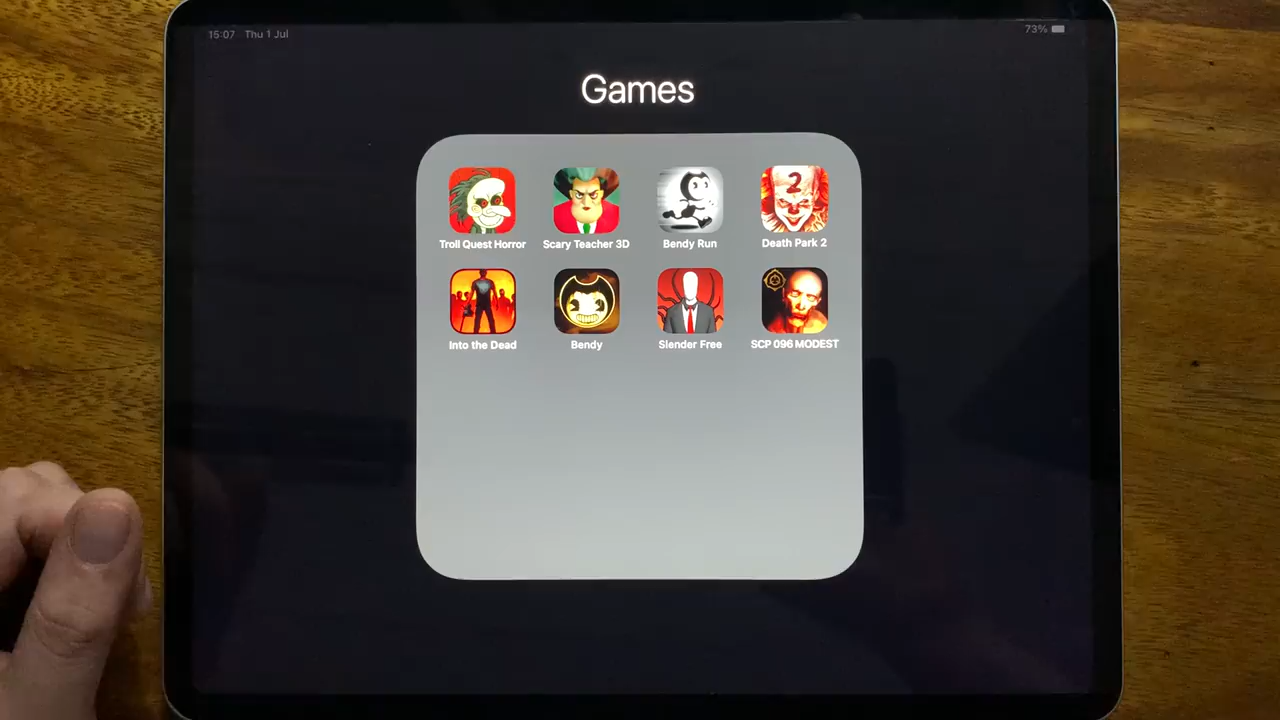 15:07 Thu 1 Jul
73%
Games
2
Troll Quest Horror
Scary Teacher 3D
Bendy Run
Death Park 2
Into the Dead
Bendy
Slender Free
SCP 096 MODEST